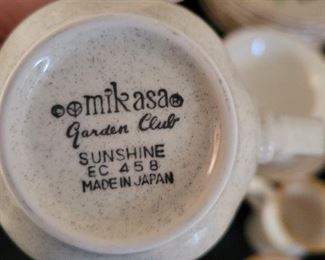 mikasa®
Garden Club
SUNSHINE
EC 458
MADE IN JAPAN